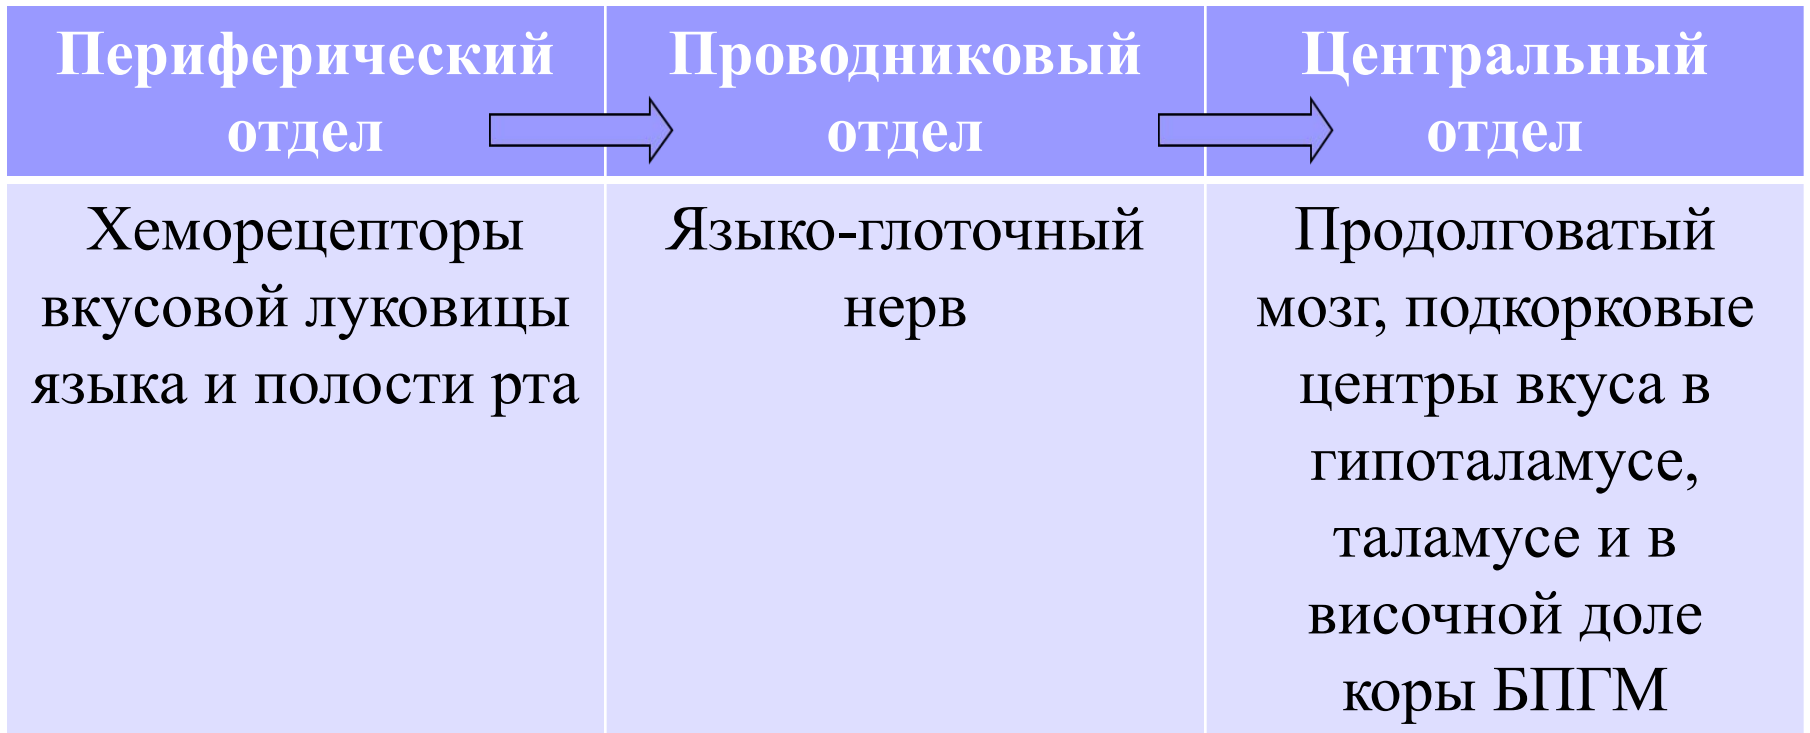 Периферический
отдел
Проводниковый
отдел
Центральный
отдел
Хеморецепторы
вкусовой луковицы
языка и полости рта
Языко-глоточный
нерв
Продолговатый
мозг, подкорковые
центры вкуса в
гипоталамусе,
таламусе и в
височной доле
коры БПГМ